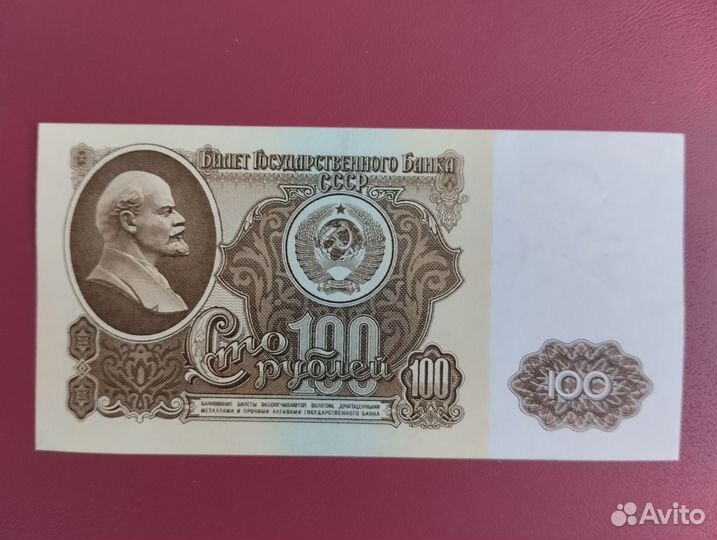 Билет Государственного Банка
СССР
Сто 100
рублей
100
100
БАНКОВСКИЕ БИЛЕТЫ ОБЕСПЕЧИВАЮТСЯ ЗОЛОТОМ, ДРАГОЦЕННЫМИ
МЕТАЛЛАМИ И ПРОЧИМИ АКТИВАМИ ГОСУДАРСТВЕННОГО БАНКА
Avito